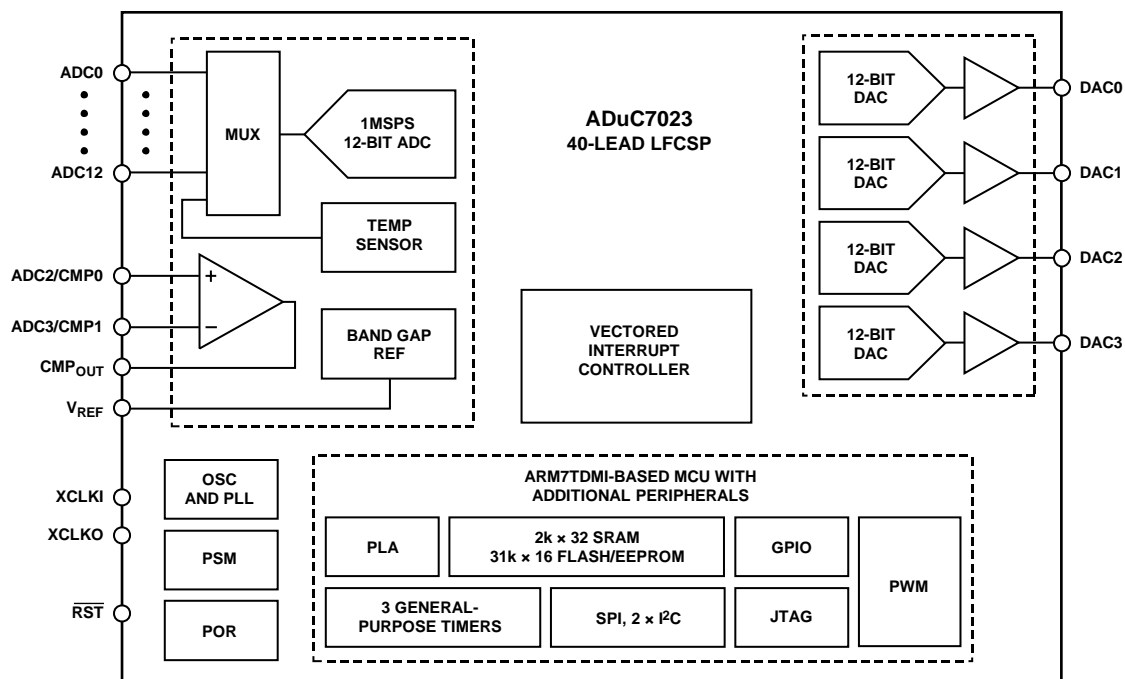 ADC0
ADC12
ADC2/CMP0
ADC3/CMP1
CMPOUT
VREF
XCLKI
XCLKO
RST
MUX
1MSPS
12-BIT ADC
TEMP
SENSOR
+
−
BAND GAP
REF
ADuC7023
40-LEAD LFCSP
VECTORED
INTERRUPT
CONTROLLER
12-BIT
DAC
12-BIT
DAC
12-BIT
DAC
12-BIT
DAC
DAC0
DAC1
DAC2
DAC3
OSC
AND PLL
PSM
POR
ARM7TDMI-BASED MCU WITH
ADDITIONAL PERIPHERALS
PLA
2k × 32 SRAM
31k × 16 FLASH/EEPROM
GPIO
PWM
3 GENERAL-
PURPOSE TIMERS
SPI, 2 × I²C
JTAG